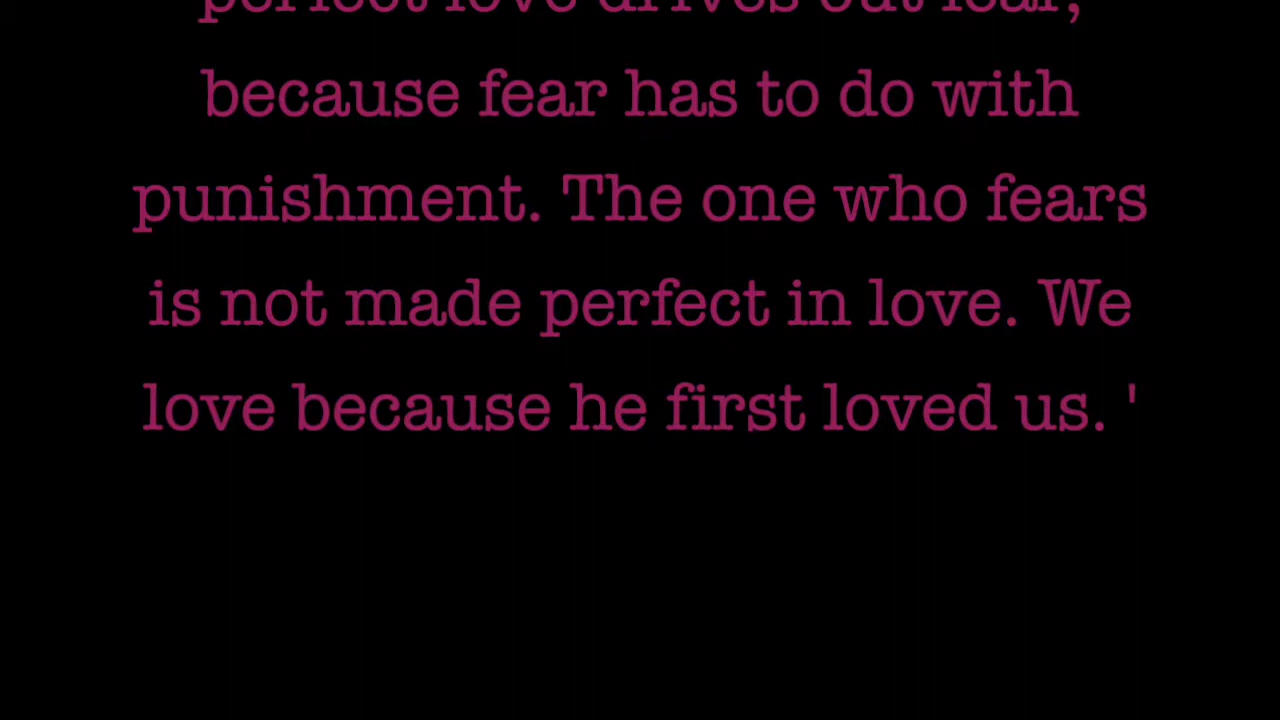 perfect love drives out fear,
because fear has to do with
punishment. The one who fears
is not made perfect in love. We
love because he first loved us. '